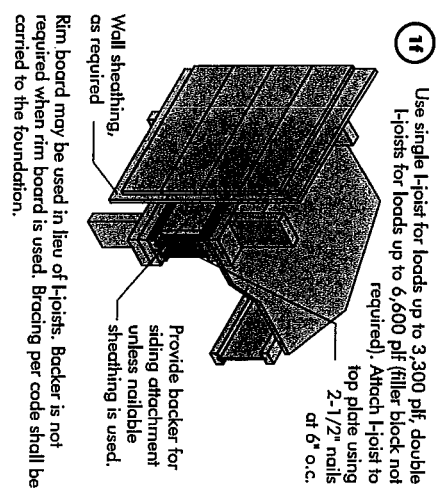 1f
Use single I-joist for loads up to 3,300 plf, double
I-joists for loads up to 6,600 plf (filler block not
required). Attach I-joist to
top plate using
2-1/2" nails
at 6" o.c.
Wall sheathing,
as required
Provide backer for
siding attachment
unless nailable
sheathing is used.
Rim board may be used in lieu of I-joists. Backer is not
required when rim board is used. Bracing per code shall be
carried to the foundation.